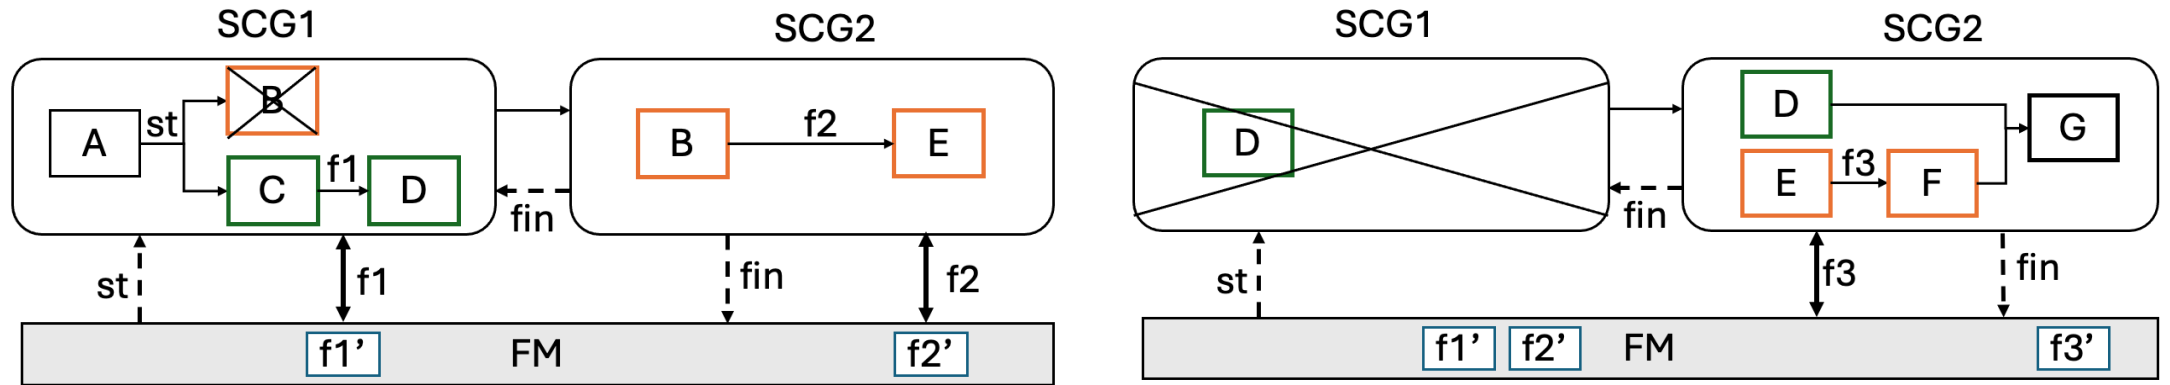 SCG1
SCG2
B
A
st
C
f1
D
B
f2
E
fin
st
f1
fin
f2
f1’
FM
f2’
SCG1
SCG2
D
D
G
E
f3
F
fin
st
f3
fin
f1’
f2’
FM
f3’